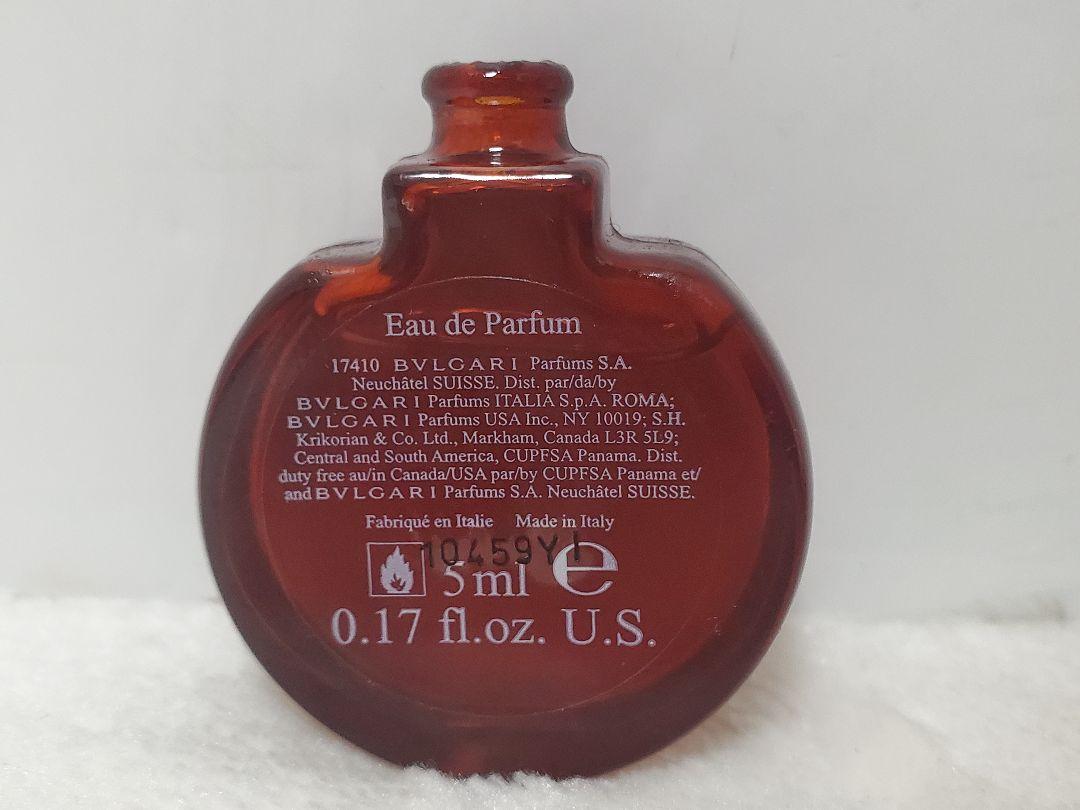 Eau de Parfum
17410 BVLGARI Parfums S.A.
Neuchâtel SUISSE. Dist. par/da/by
BVLGARI Parfums ITALIA S.p.A. ROMA;
BVLGARI Parfums USA Inc., NY 10019; S.H.
Krikorian & Co. Ltd., Markham, Canada L3R 5L9;
Central and South America, CUPFSA Panama. Dist.
duty free au/in Canada/USA par/by CUPFSA Panama et/
and BVLGARI Parfums S.A. Neuchâtel SUISSE.
Fabriqué en Italie Made in Italy
10459YI
5 ml e
0.17 fl.oz. U.S.